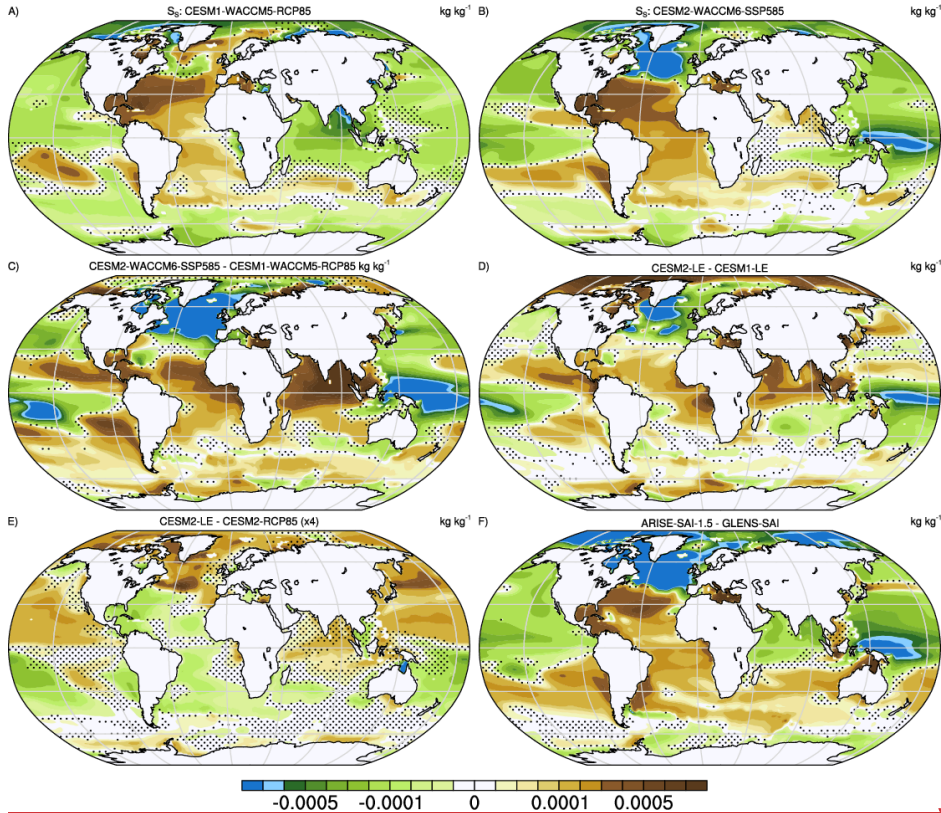 A) S_S: CESM1-WACCM5-RCP85 kg kg⁻¹
B) S_S: CESM2-WACCM6-SSP585 kg kg⁻¹
C) CESM2-WACCM6-SSP585 - CESM1-WACCM5-RCP85 kg kg⁻¹
D) CESM2-LE - CESM1-LE kg kg⁻¹
E) CESM2-LE - CESM2-RCP85 (x4) kg kg⁻¹
F) ARISE-SAI-1.5 - GLENS-SAI kg kg⁻¹
-0.0005 -0.0001 0 0.0001 0.0005